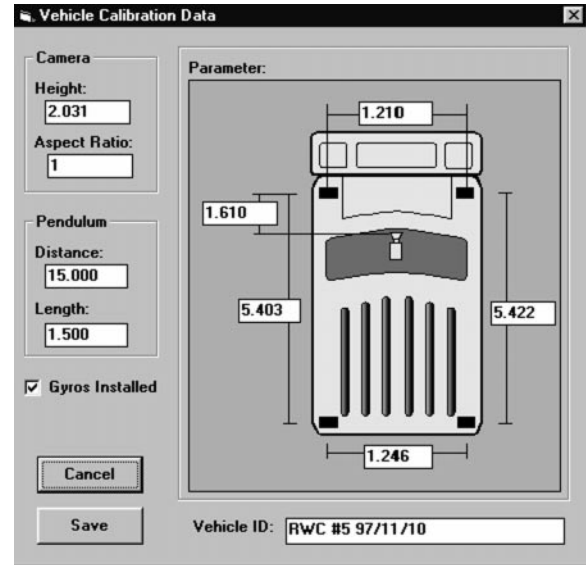 Vehicle Calibration Data
Camera
Height:
2.031
Aspect Ratio:
1
Pendulum
Distance:
15.000
Length:
1.500
Gyros Installed
Cancel
Save
Parameter:
1.210
1.610
5.403
5.422
1.246
Vehicle ID: RWC #5 97/11/10